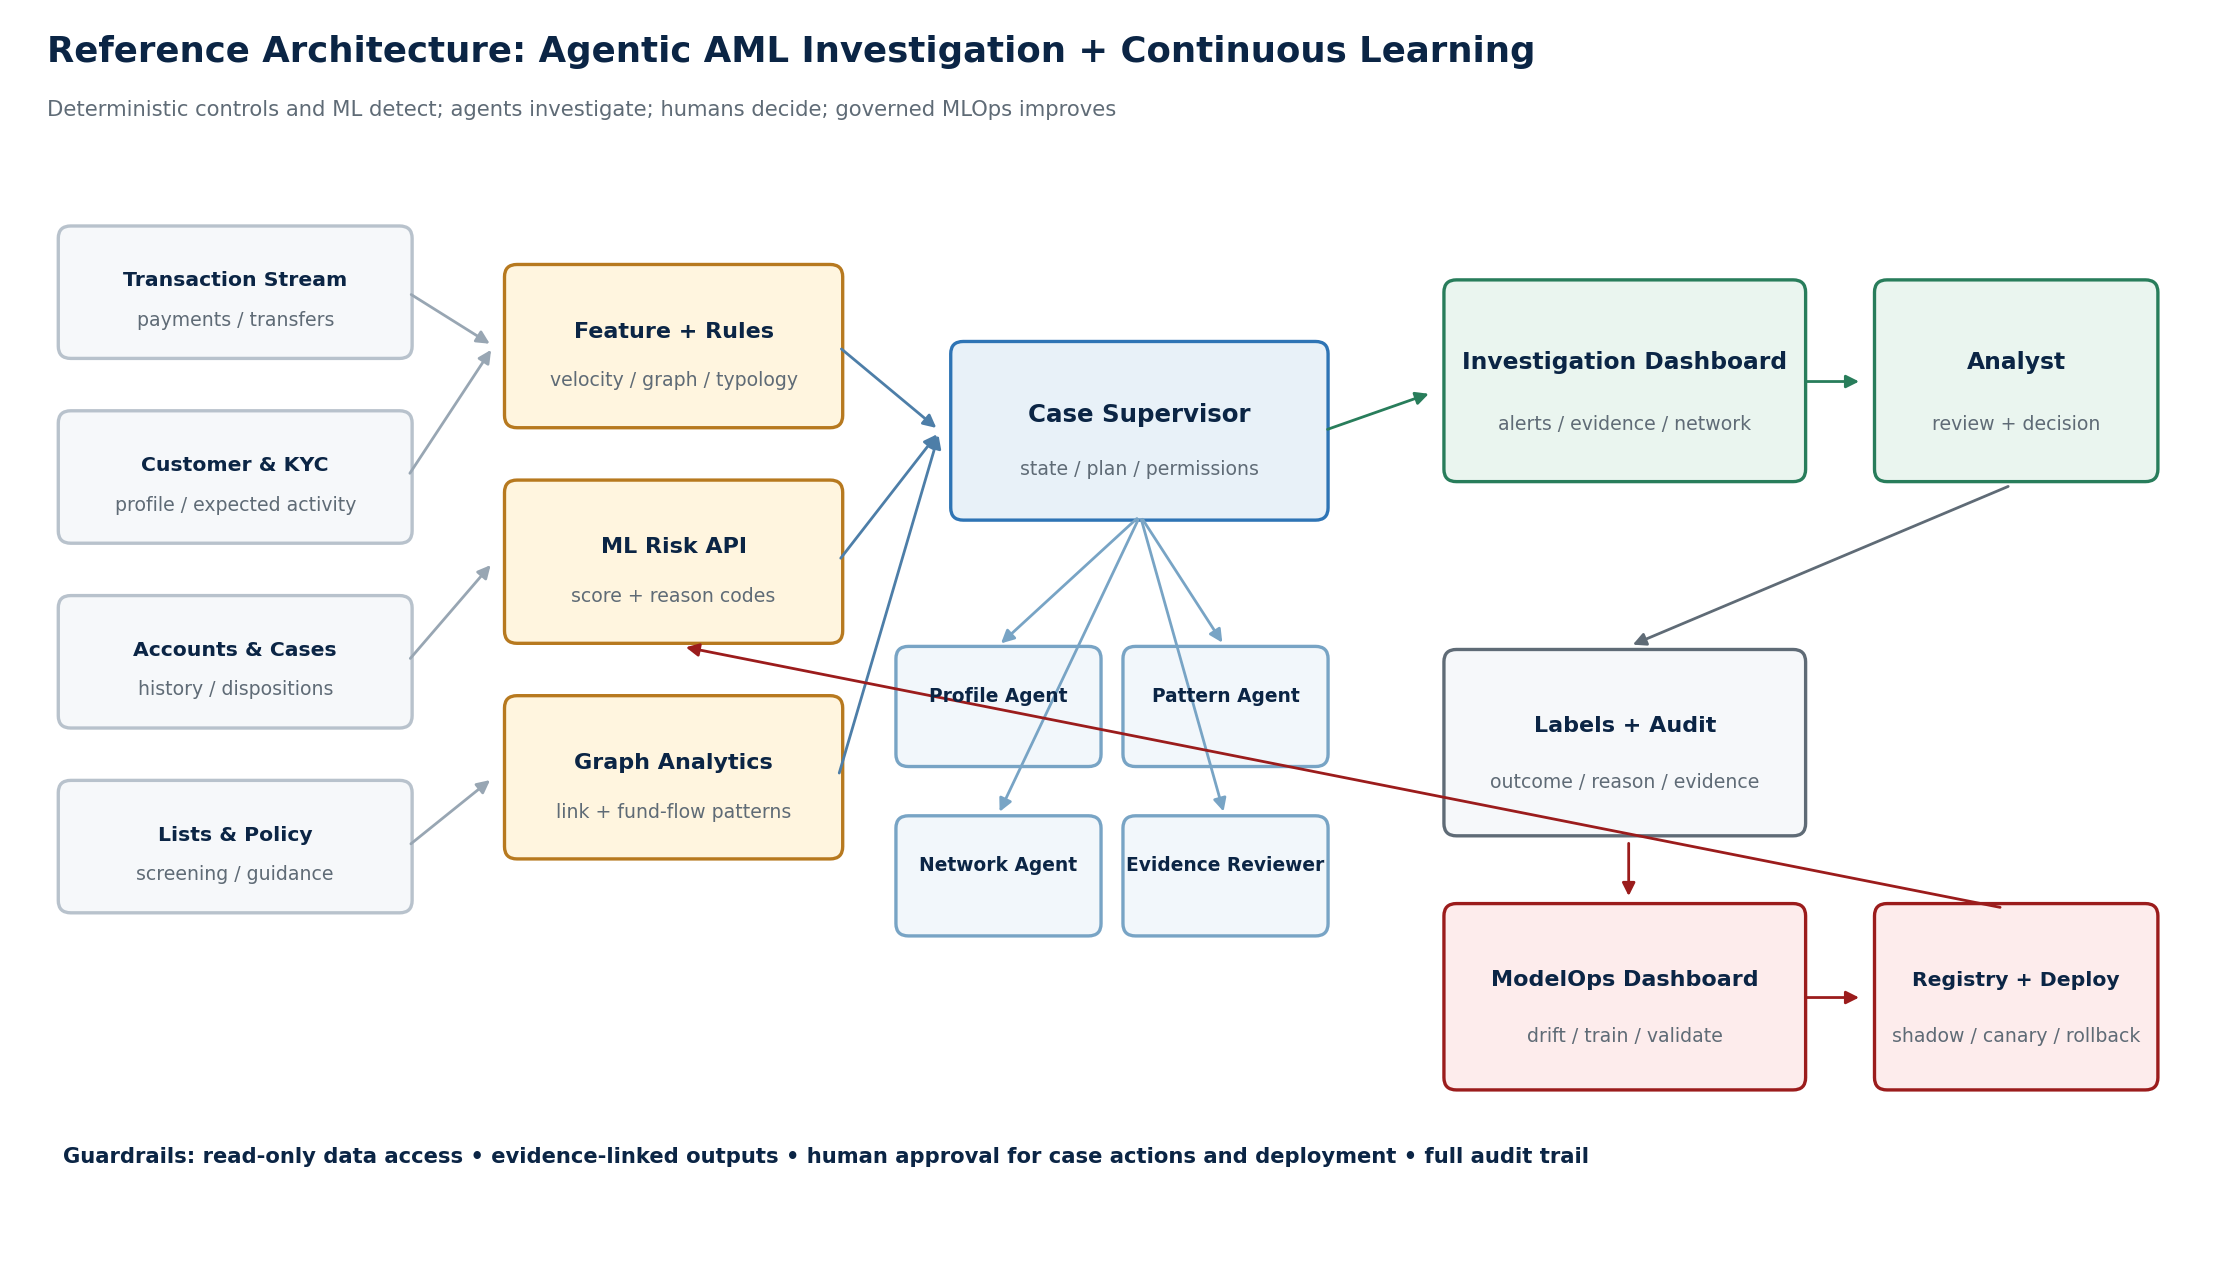 Reference Architecture: Agentic AML Investigation + Continuous Learning
Deterministic controls and ML detect; agents investigate; humans decide; governed MLOps improves
Transaction Stream
payments / transfers
Customer & KYC
profile / expected activity
Accounts & Cases
history / dispositions
Lists & Policy
screening / guidance
Feature + Rules
velocity / graph / typology
ML Risk API
score + reason codes
Graph Analytics
link + fund-flow patterns
Case Supervisor
state / plan / permissions
Profile Agent
Pattern Agent
Network Agent
Evidence Reviewer
Investigation Dashboard
alerts / evidence / network
Analyst
review + decision
Labels + Audit
outcome / reason / evidence
ModelOps Dashboard
drift / train / validate
Registry + Deploy
shadow / canary / rollback
Guardrails: read-only data access • evidence-linked outputs • human approval for case actions and deployment • full audit trail